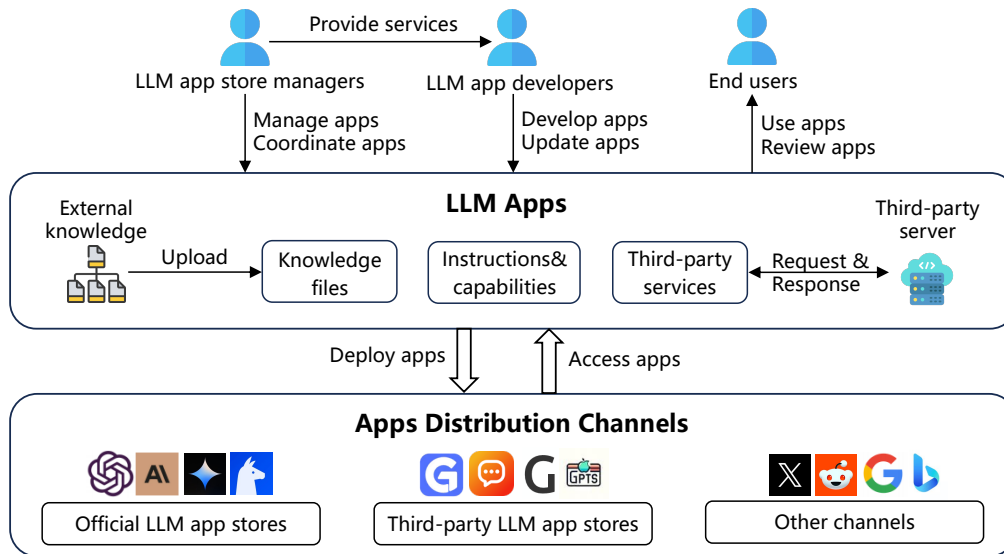 Provide services
LLM app store managers
LLM app developers
End users
Manage apps
Coordinate apps
Develop apps
Update apps
Use apps
Review apps
LLM Apps
External
knowledge
Upload
Knowledge
files
Instructions&
capabilities
Third-party
services
Request &
Response
Third-party
server
Deploy apps
Access apps
Apps Distribution Channels
GPTS
Official LLM app stores
Third-party LLM app stores
Other channels